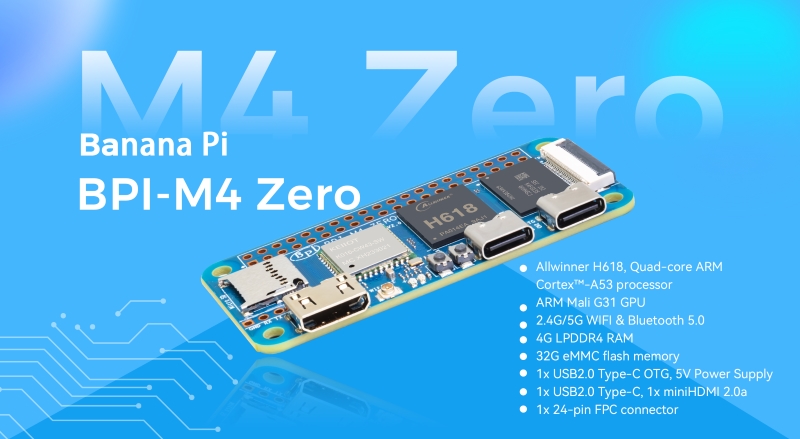 M4 Zero
Banana Pi
BPI-M4 Zero
H618
Allwinner H618, Quad-core ARM
Cortex™-A53 processor
ARM Mali G31 GPU
2.4G/5G WIFI & Bluetooth 5.0
4G LPDDR4 RAM
32G eMMC flash memory
1x USB2.0 Type-C OTG, 5V Power Supply
1x USB2.0 Type-C, 1x miniHDMI 2.0a
1x 24-pin FPC connector